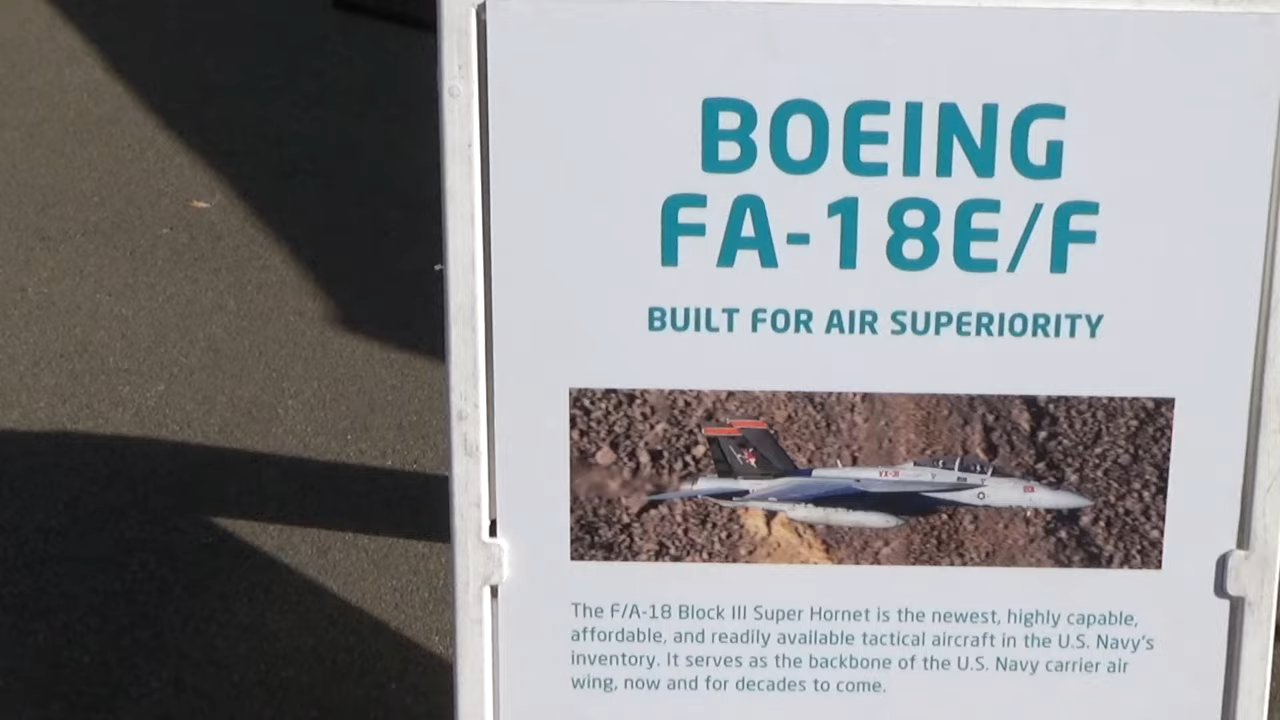 BOEING
FA-18E/F
BUILT FOR AIR SUPERIORITY
VX-31
The F/A-18 Block III Super Hornet is the newest, highly capable,
affordable, and readily available tactical aircraft in the U.S. Navy's
inventory. It serves as the backbone of the U.S. Navy carrier air
wing, now and for decades to come.